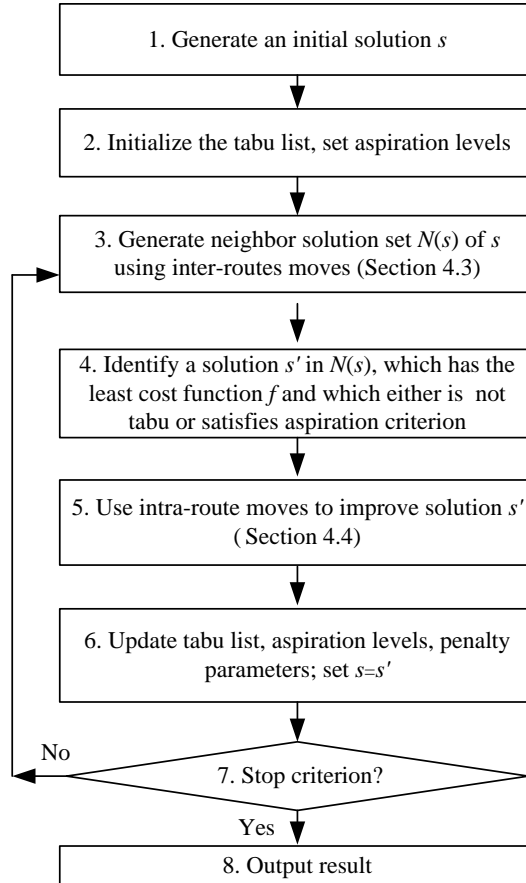 1. Generate an initial solution s
2. Initialize the tabu list, set aspiration levels
3. Generate neighbor solution set N(s) of s
using inter-routes moves (Section 4.3)
4. Identify a solution s' in N(s), which has the
least cost function f and which either is not
tabu or satisfies aspiration criterion
5. Use intra-route moves to improve solution s'
( Section 4.4)
6. Update tabu list, aspiration levels, penalty
parameters; set s=s'
No
7. Stop criterion?
Yes
8. Output result